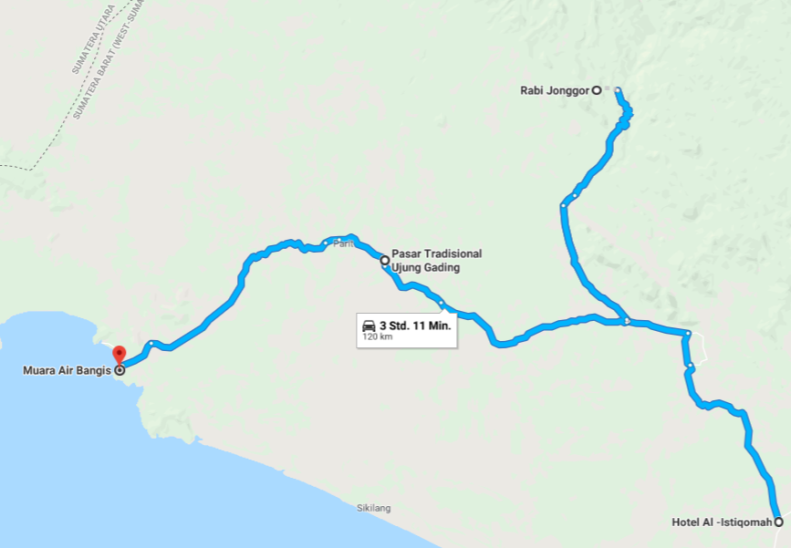 SUMATERA UTARA
SUMATERA BARAT (WEST-SUMA
Rabi Jonggor
Pasar Tradisional
Ujung Gading
3 Std. 11 Min.
120 km
Muara Air Bangis
Sikilang
Hotel Al -Istiqomah